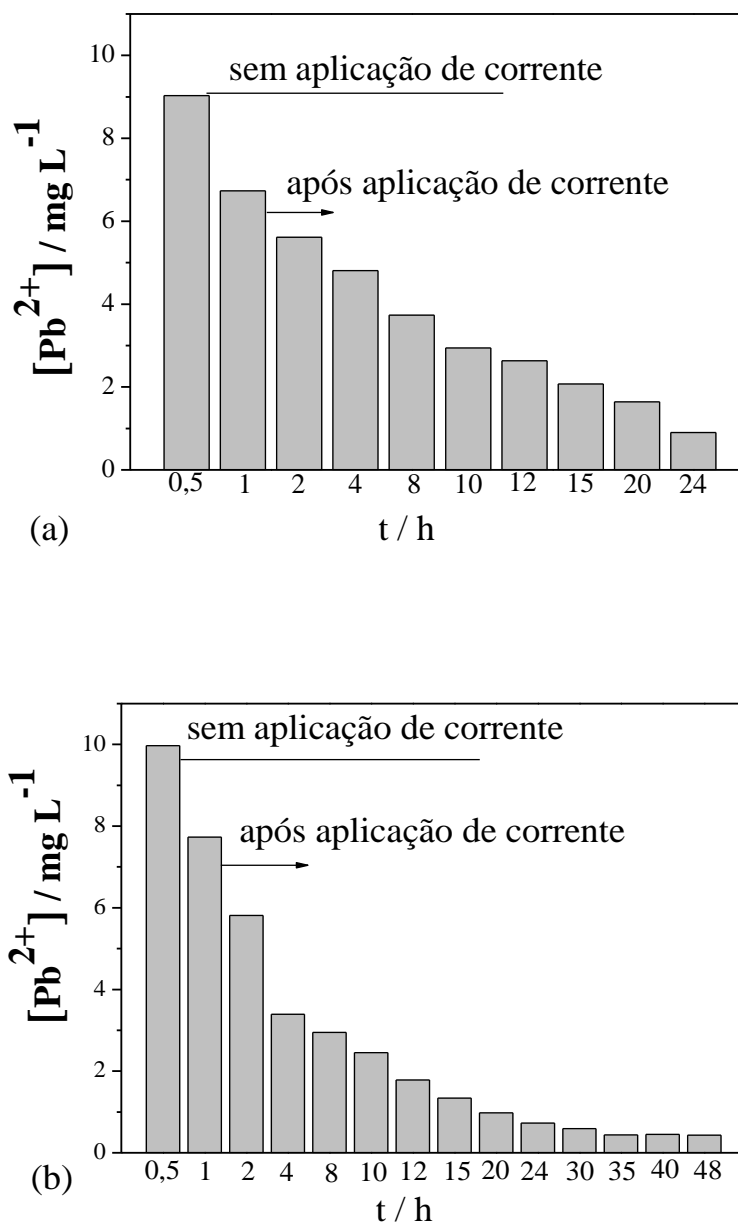 10
sem aplicação de corrente
8
após aplicação de corrente
6
4
2
0
[Pb2+] / mg L-1
0,5 1 2 4 8 10 12 15 20 24
(a)
t / h
10
sem aplicação de corrente
8
após aplicação de corrente
6
4
2
0
[Pb2+] / mg L-1
0,5 1 2 4 8 10 12 15 20 24 30 35 40 48
(b)
t / h